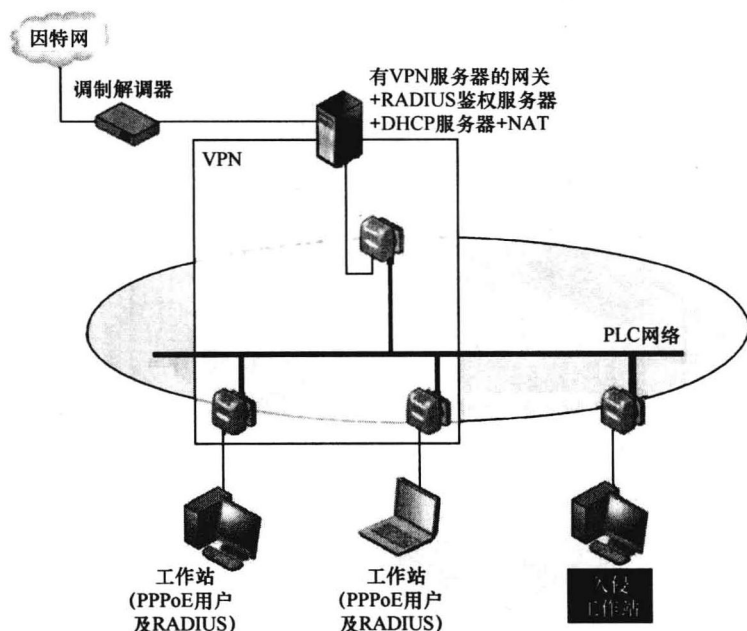 因特网
调制解调器
有VPN服务器的网关
+RADIUS鉴权服务器
+DHCP服务器+NAT
VPN
PLC网络
工作站
(PPPoE用户
及RADIUS)
工作站
(PPPoE用户
及RADIUS)
入侵
工作站